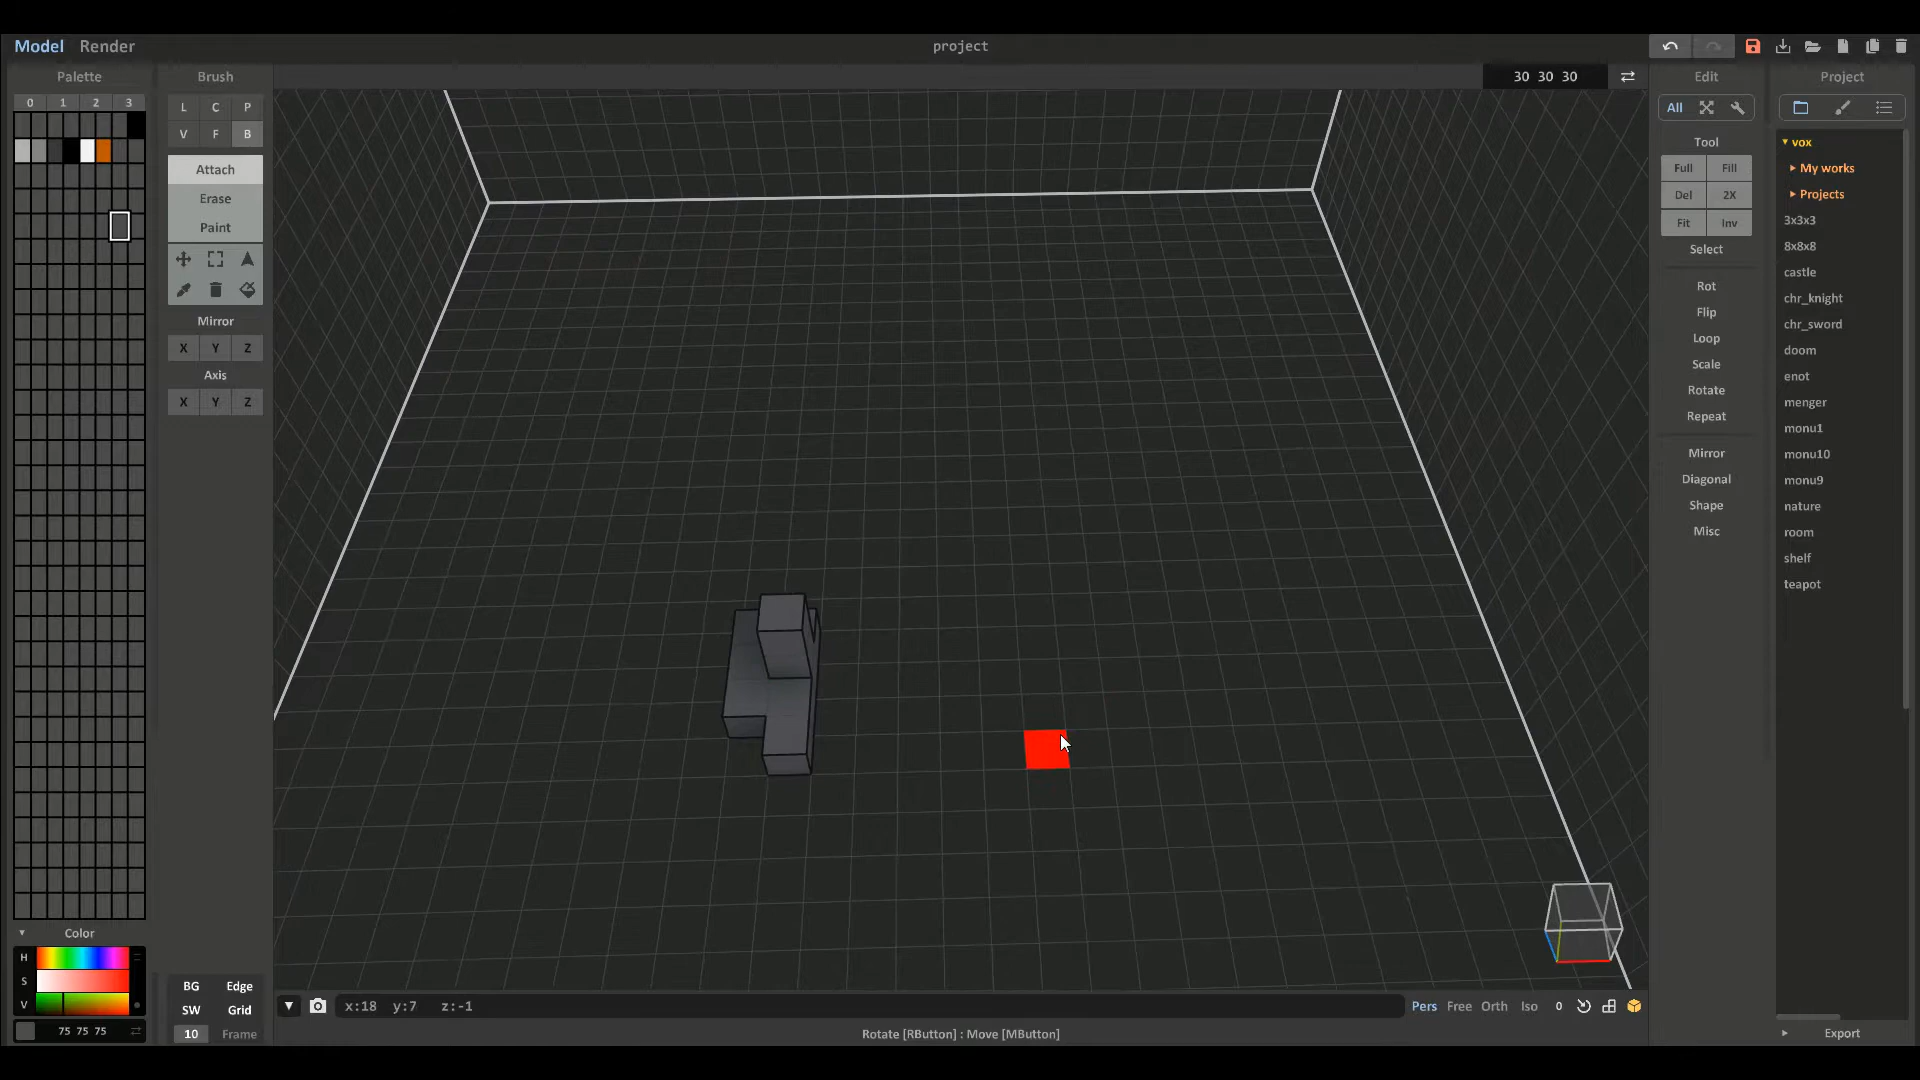 Model Render
project
30 30 30
Palette
0 1 2 3
Color
H
S
V
75 75 75
Brush
L C P
V F B
Attach
Erase
Paint
Mirror
X Y Z
Axis
X Y Z
BG Edge
SW Grid
10 Frame
x:18 y:7 z:-1
Pers Free Orth Iso 0
Rotate [RButton] : Move [MButton]
Edit
All
Tool
Full Fill
Del 2X
Fit Inv
Select
Rot
Flip
Loop
Scale
Rotate
Repeat
Mirror
Diagonal
Shape
Misc
Project
vox
My works
Projects
3x3x3
8x8x8
castle
chr_knight
chr_sword
doom
enot
menger
monu1
monu10
monu9
nature
room
shelf
teapot
Export